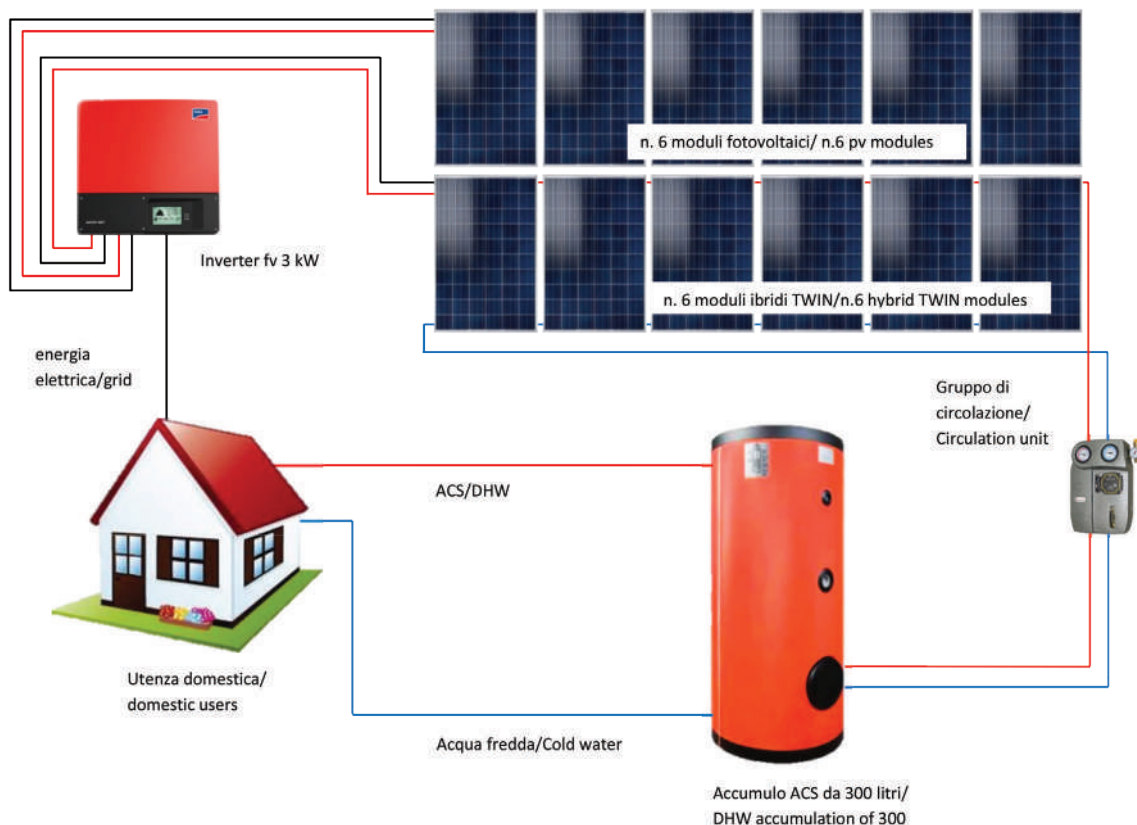 n. 6 moduli fotovoltaici/ n.6 pv modules
Inverter fv 3 kW
n. 6 moduli ibridi TWIN/n.6 hybrid TWIN modules
energia
elettrica/grid
Gruppo di
circolazione/
Circulation unit
ACS/DHW
Utenza domestica/
domestic users
Acqua fredda/Cold water
Accumulo ACS da 300 litri/
DHW accumulation of 300